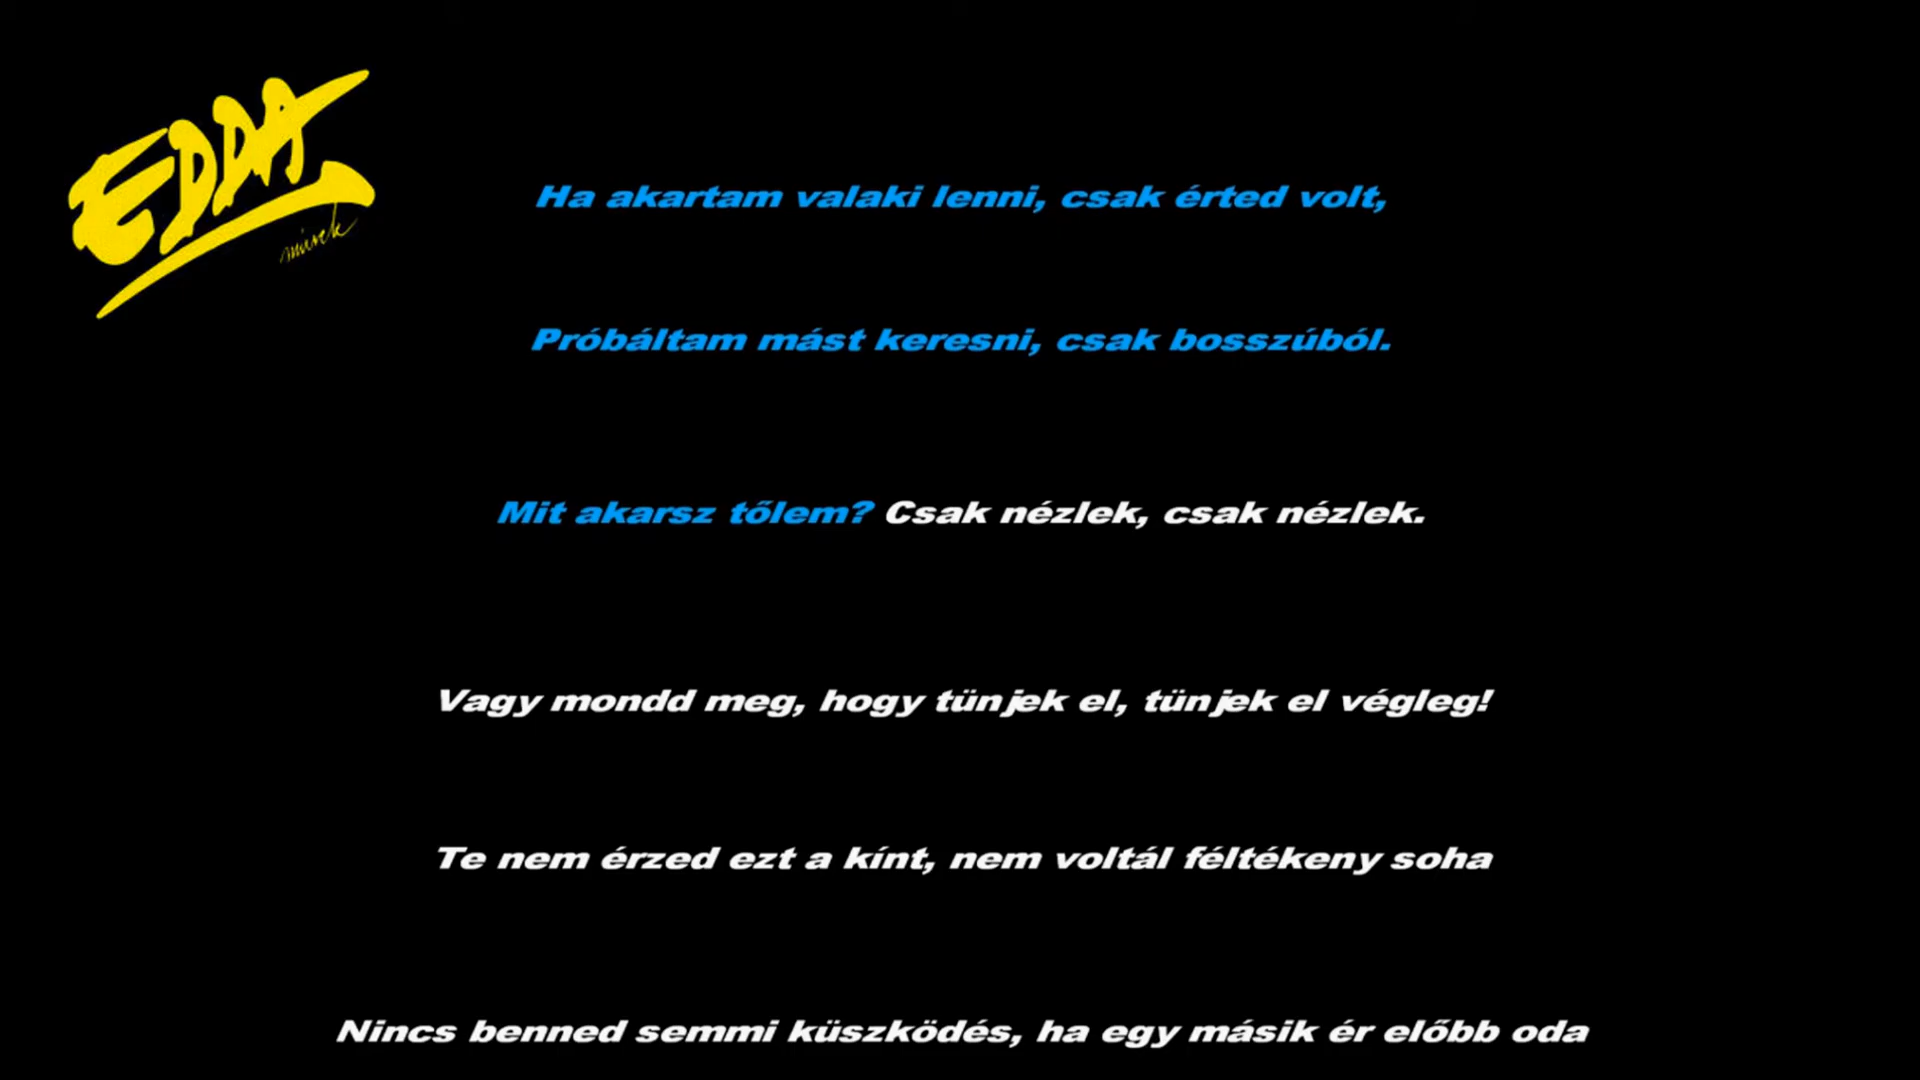 EDDA
művek
Ha akartam valaki lenni, csak érted volt,
Próbáltam mást keresni, csak bosszúból.
Mit akarsz tőlem? Csak nézlek, csak nézlek.
Vagy mondd meg, hogy tünjek el, tünjek el végleg!
Te nem érzed ezt a kínt, nem voltál féltékeny soha
Nincs benned semmi küszködés, ha egy másik ér előbb oda